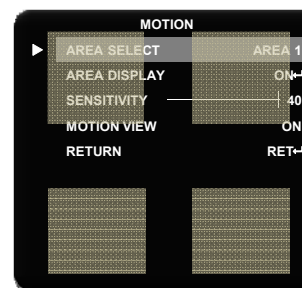 MOTION
AREA SELECT AREA 1
AREA DISPLAY ON↵
SENSITIVITY 40
MOTION VIEW ON
RETURN RET↵